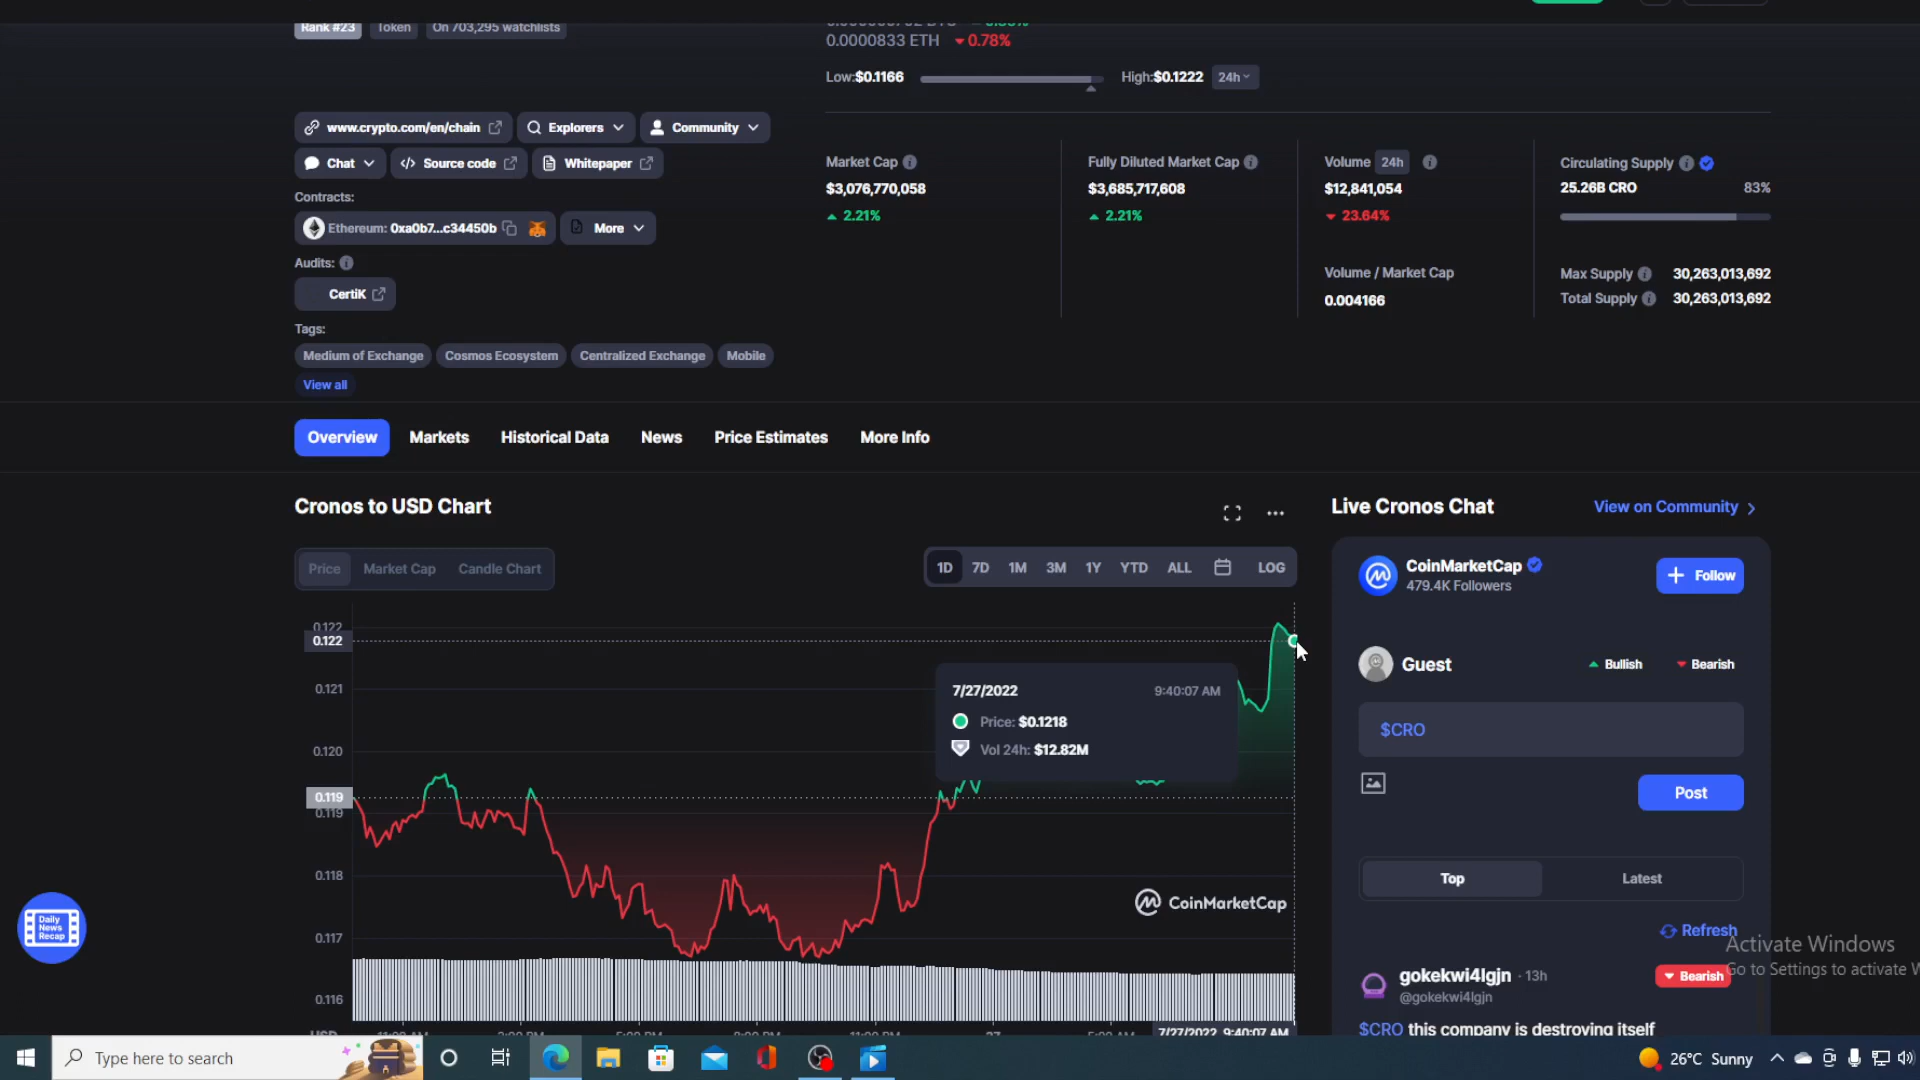 Rank #23 Token On 703,295 watchlists
0.0000833 ETH 0.78%
Low:$0.1166 High:$0.1222 24h
www.crypto.com/en/chain Explorers Community
Chat Source code Whitepaper
Contracts:
Ethereum: 0xa0b7...c34450b More
Audits:
CertiK
Tags:
Medium of Exchange Cosmos Ecosystem Centralized Exchange Mobile
View all
Market Cap
$3,076,770,058
2.21%
Fully Diluted Market Cap
$3,685,717,608
2.21%
Volume 24h
$12,841,054
23.64%
Volume / Market Cap
0.004166
Circulating Supply
25.26B CRO 83%
Max Supply 30,263,013,692
Total Supply 30,263,013,692
Overview Markets Historical Data News Price Estimates More Info
Cronos to USD Chart
Price Market Cap Candle Chart
1D 7D 1M 3M 1Y YTD ALL LOG
0.122
0.122
0.121
0.120
0.119
0.119
0.118
0.117
0.116
7/27/2022 9:40:07 AM
Price: $0.1218
Vol 24h: $12.82M
CoinMarketCap
7/27/2022 9:40:07 AM
Live Cronos Chat View on Community
CoinMarketCap
479.4K Followers
Follow
Guest Bullish Bearish
$CRO
Post
Top Latest
Refresh
gokekwi4lgjn · 13h Bearish
@gokekwi4lgjn
$CRO this company is destroying itself
Activate Windows
Go to Settings to activate W
Daily
News
Recap
Type here to search
26°C Sunny